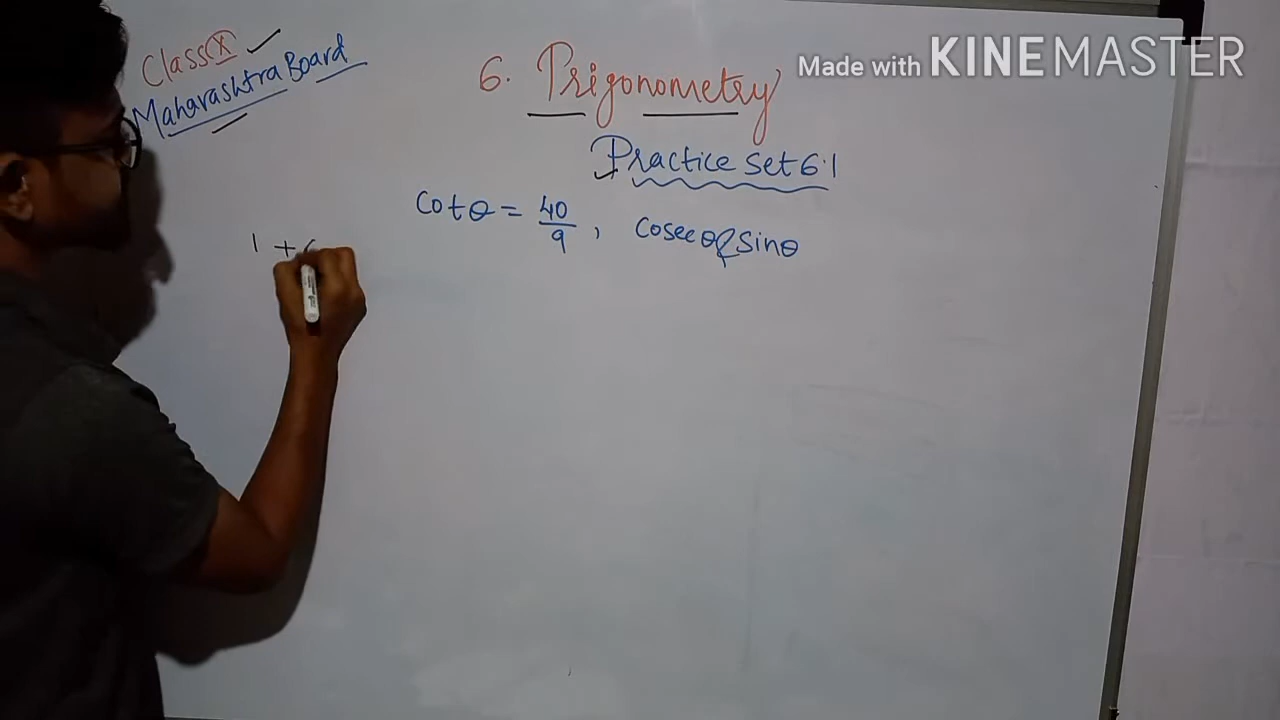 Class X ✓
Maharashtra Board
6. Trigonometry
Practice Set 6.1
Made with KINEMASTER
cot θ = 40/9, cosec θ & sin θ
1 +